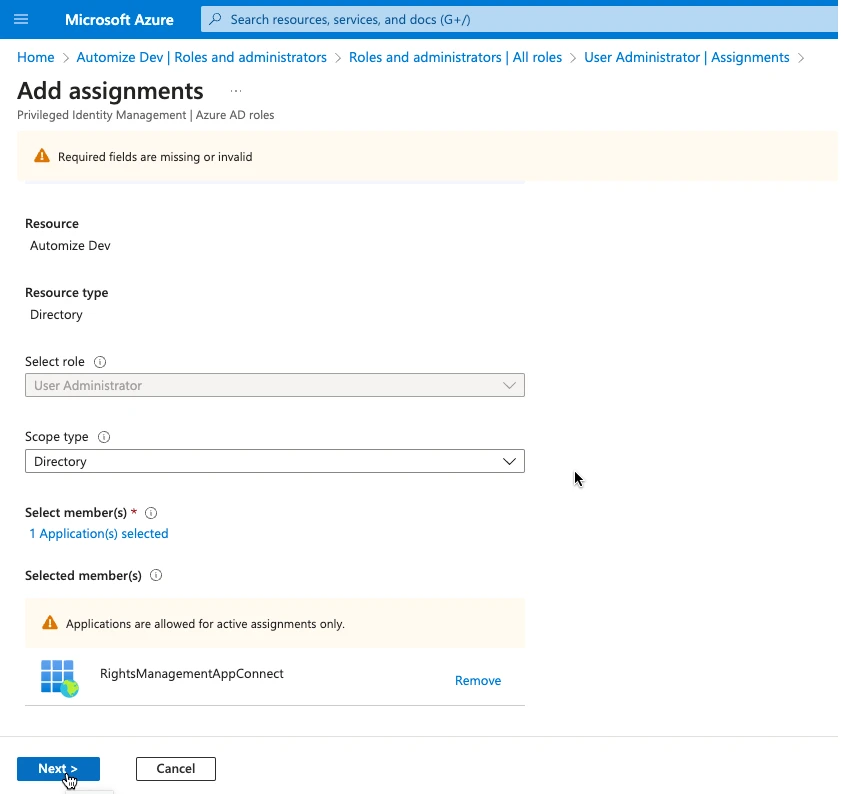 Microsoft Azure
Search resources, services, and docs (G+/)
Home > Automize Dev | Roles and administrators > Roles and administrators | All roles > User Administrator | Assignments >
Add assignments ...
Privileged Identity Management | Azure AD roles
Required fields are missing or invalid
Resource
Automize Dev
Resource type
Directory
Select role
User Administrator
Scope type
Directory
Select member(s) *
1 Application(s) selected
Selected member(s)
Applications are allowed for active assignments only.
RightsManagementAppConnect
Remove
Next >
Cancel